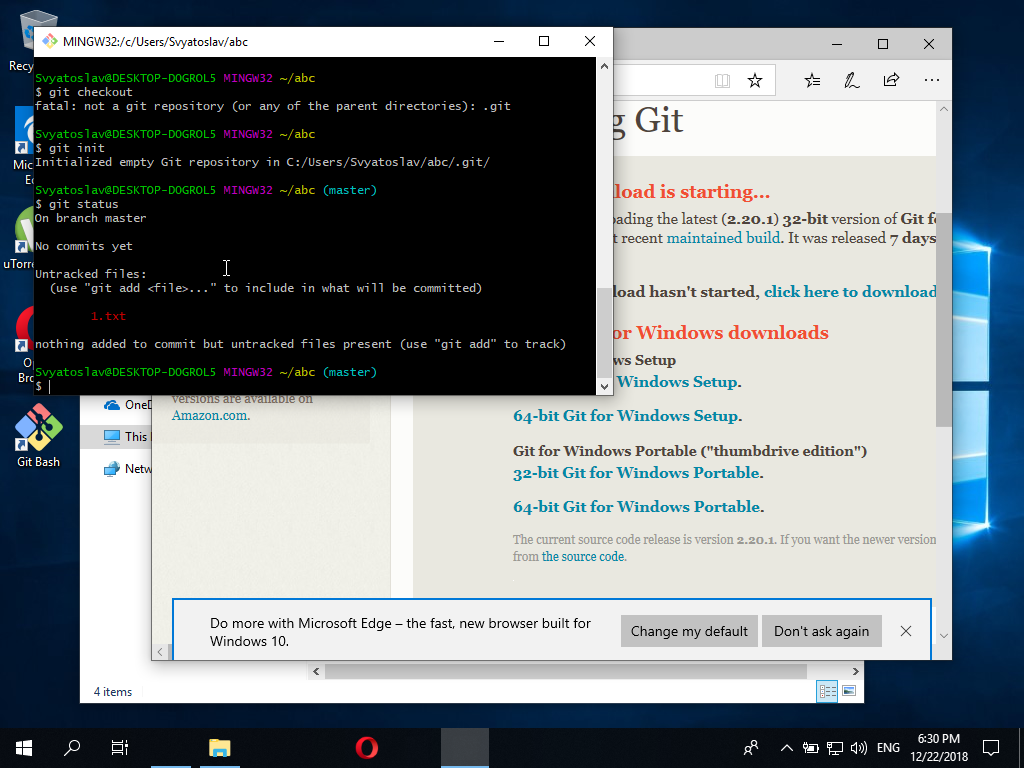 Recy
Mic
Ed
uTorre
O
Bro
Git Bash
MINGW32:/c/Users/Svyatoslav/abc
Svyatoslav@DESKTOP-DOGROL5 MINGW32 ~/abc
$ git checkout
fatal: not a git repository (or any of the parent directories): .git
Svyatoslav@DESKTOP-DOGROL5 MINGW32 ~/abc
$ git init
Initialized empty Git repository in C:/Users/Svyatoslav/abc/.git/
Svyatoslav@DESKTOP-DOGROL5 MINGW32 ~/abc (master)
$ git status
On branch master
No commits yet
Untracked files:
(use "git add <file>..." to include in what will be committed)
1.txt
nothing added to commit but untracked files present (use "git add" to track)
Svyatoslav@DESKTOP-DOGROL5 MINGW32 ~/abc (master)
$
g Git
load is starting...
ading the latest (2.20.1) 32-bit version of Git fo
t recent maintained build. It was released 7 days
load hasn't started, click here to download
or Windows downloads
ws Setup
Windows Setup.
64-bit Git for Windows Setup.
Git for Windows Portable ("thumbdrive edition")
32-bit Git for Windows Portable.
64-bit Git for Windows Portable.
The current source code release is version 2.20.1. If you want the newer version
from the source code.
versions are available on
Amazon.com.
OneD
This
Netw
Do more with Microsoft Edge – the fast, new browser built for
Windows 10.
Change my default
Don't ask again
4 items
ENG
6:30 PM
12/22/2018